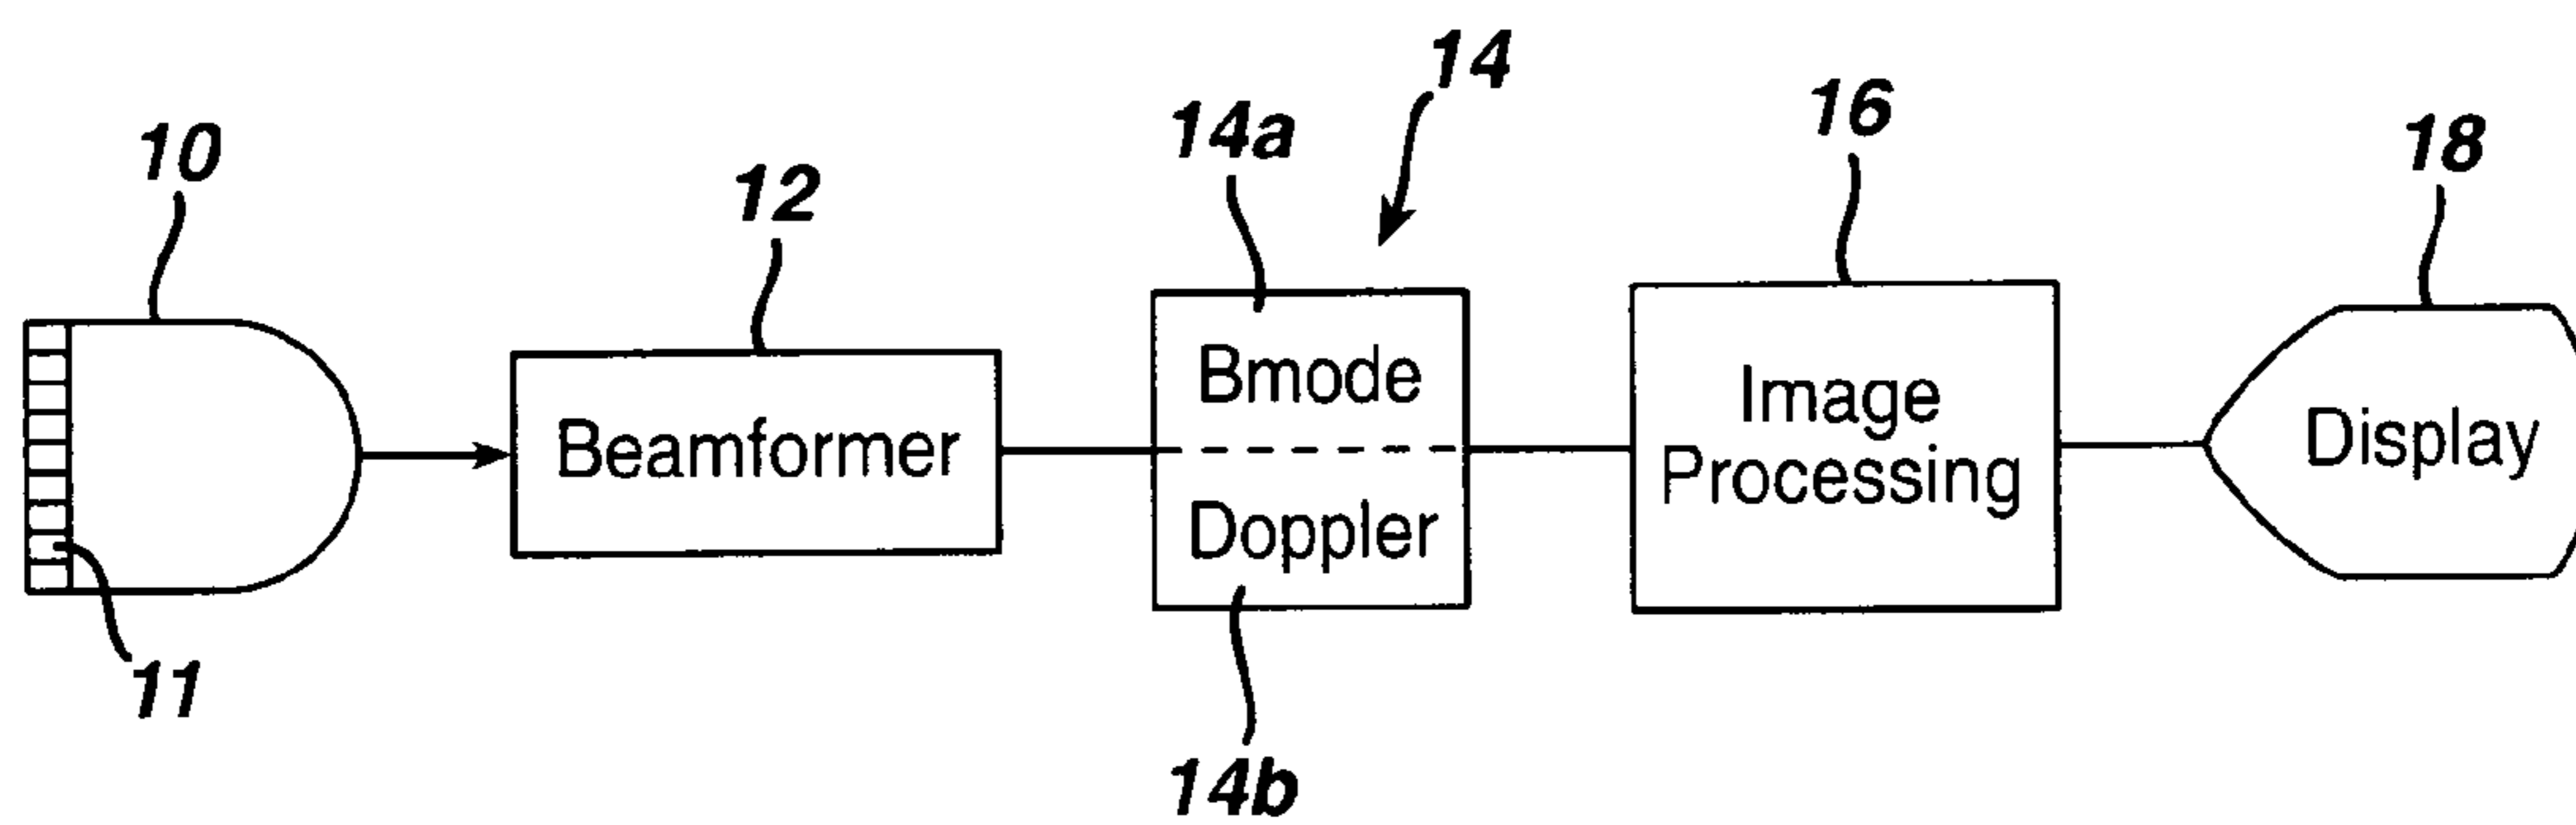 14
14a
16
10
18
12
Bmode
Image
Beamformer
Display
Processing
Doppler
11
14b